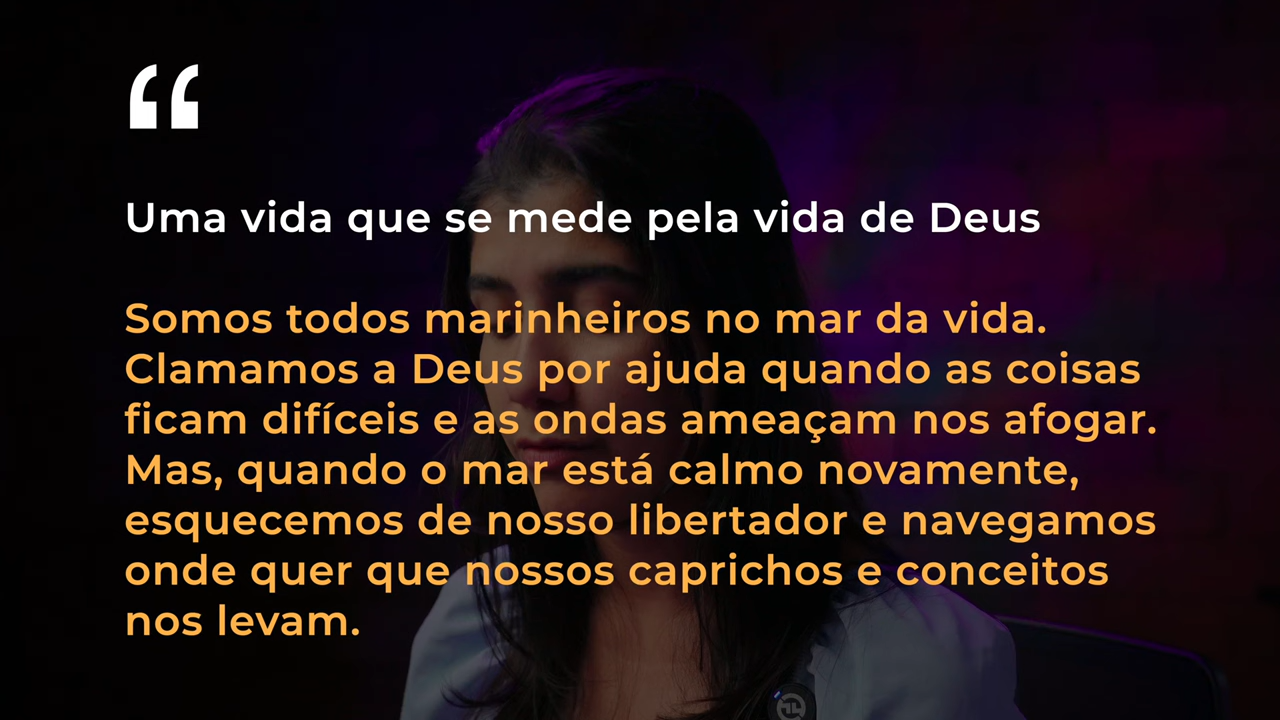 “
Uma vida que se mede pela vida de Deus
Somos todos marinheiros no mar da vida.
Clamamos a Deus por ajuda quando as coisas
ficam difíceis e as ondas ameaçam nos afogar.
Mas, quando o mar está calmo novamente,
esquecemos de nosso libertador e navegamos
onde quer que nossos caprichos e conceitos
nos levam.